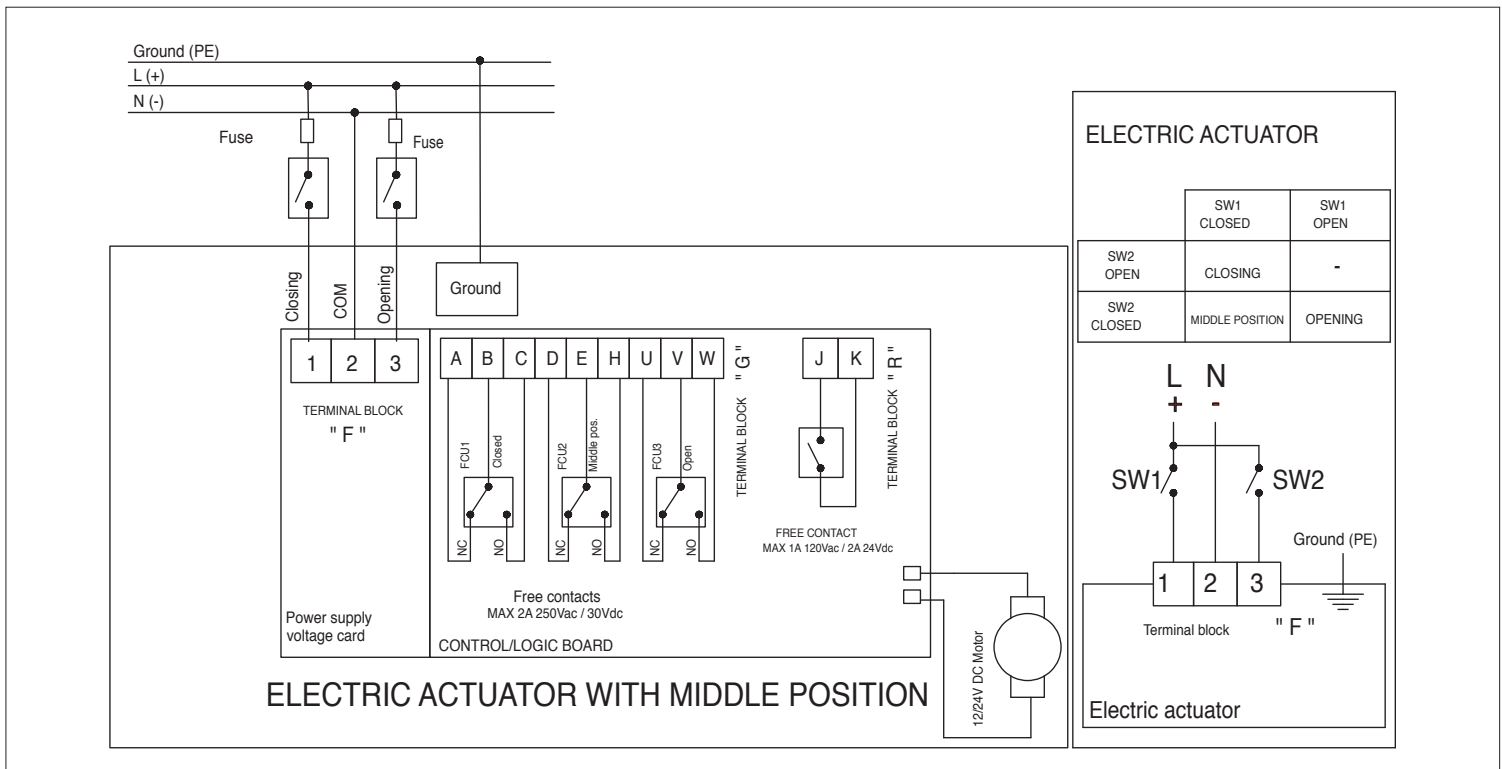 Ground (PE)
L (+)
N (-)
Fuse
Fuse
Closing
COM
Opening
Ground
1 2 3
TERMINAL BLOCK
" F "
Power supply
voltage card
A B C D E H U V W
TERMINAL BLOCK " G "
FCU1
Closed
FCU2
Middle pos.
FCU3
Open
NC
NO
NC
NO
NC
NO
Free contacts
MAX 2A 250Vac / 30Vdc
CONTROL/LOGIC BOARD
J K
TERMINAL BLOCK " R "
FREE CONTACT
MAX 1A 120Vac / 2A 24Vdc
12/24V DC Motor
ELECTRIC ACTUATOR WITH MIDDLE POSITION
ELECTRIC ACTUATOR
SW1
CLOSED
SW1
OPEN
SW2
OPEN
CLOSING
-
SW2
CLOSED
MIDDLE POSITION
OPENING
L N
+ -
SW1
SW2
Ground (PE)
1 2 3
Terminal block
" F "
Electric actuator